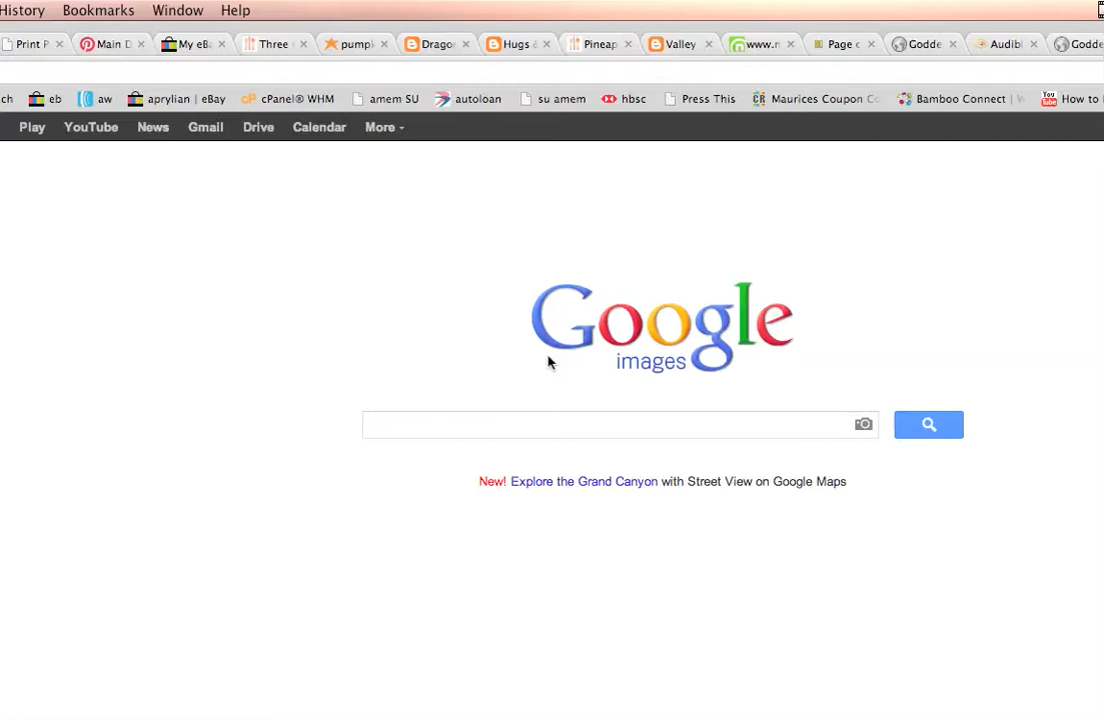 History Bookmarks Window Help
Print P Main D My eB Three pump Drago Hugs Pineap Valley www. Page c Godde Audib Godde
ch eb aw aprylian | eBay cPanel® WHM amem SU autoloan su amem hbsc Press This Maurices Coupon Co Bamboo Connect | How to
Play YouTube News Gmail Drive Calendar More
Google
images
New! Explore the Grand Canyon with Street View on Google Maps